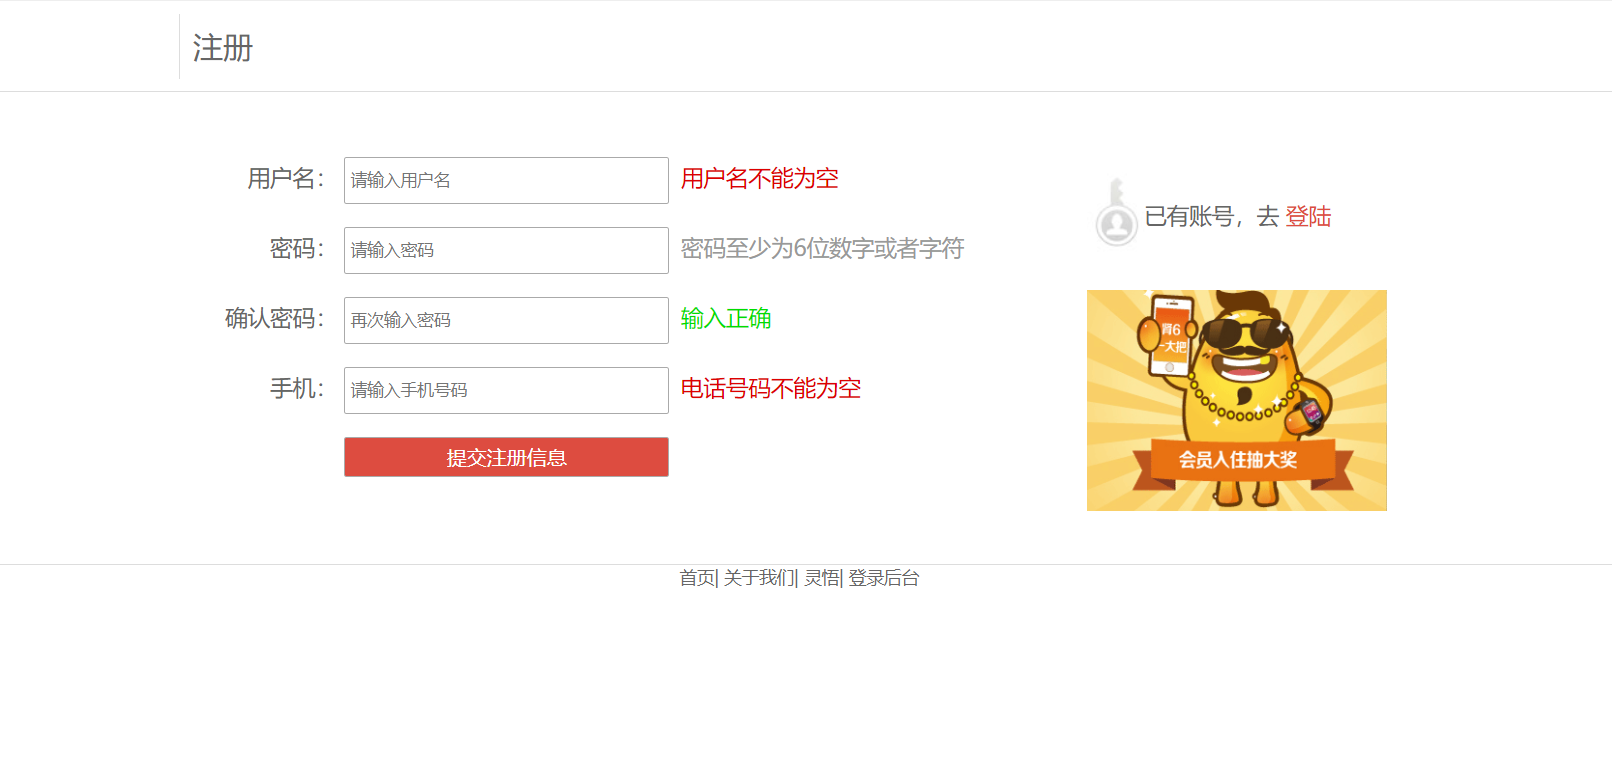 注册
用户名： 请输入用户名 用户名不能为空
密码： 请输入密码 密码至少为6位数字或者字符
确认密码： 再次输入密码 输入正确
手机： 请输入手机号码 电话号码不能为空
提交注册信息
已有账号，去 登陆
肾6
一大把
会员入住抽大奖
首页| 关于我们| 灵悟| 登录后台